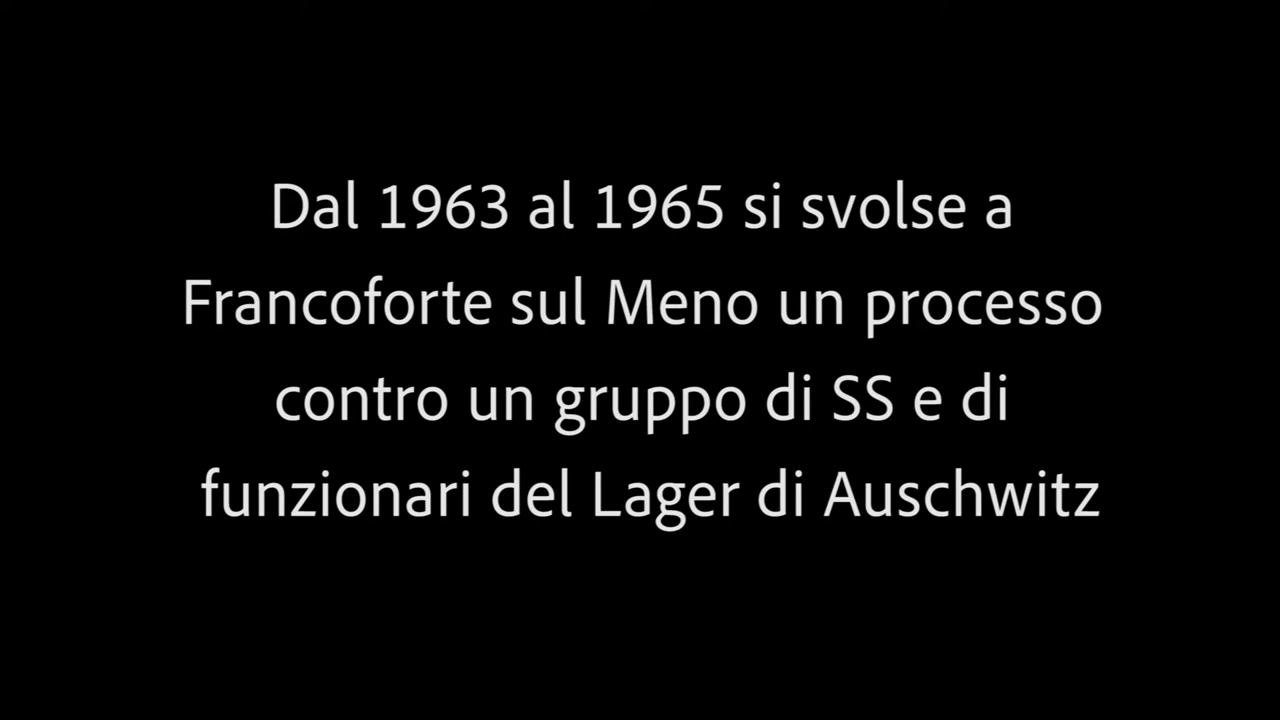 Dal 1963 al 1965 si svolse a
Francoforte sul Meno un processo
contro un gruppo di SS e di
funzionari del Lager di Auschwitz